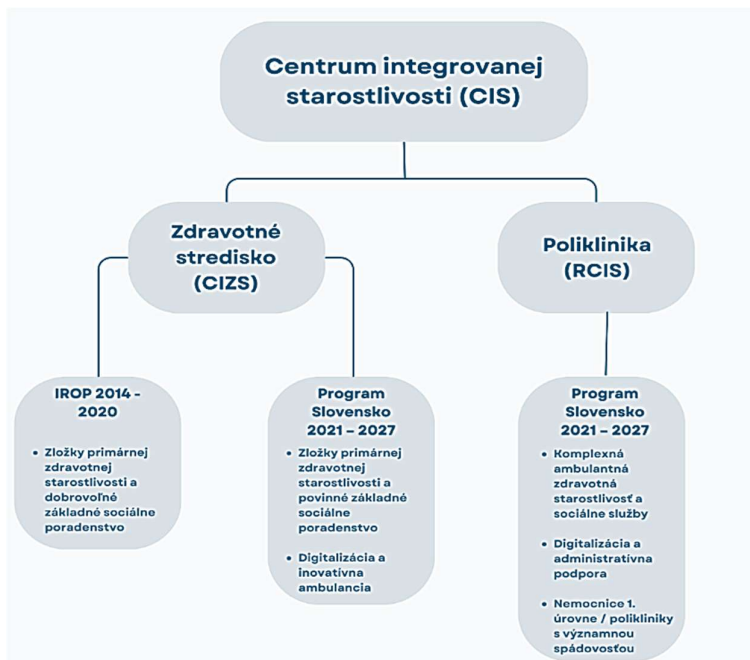 Centrum integrovanej
starostlivosti (CIS)
Zdravotné
stredisko
(CIZS)
Poliklinika
(RCIS)
IROP 2014 -
2020
• Zložky primárnej
zdravotnej
starostlivosti a
dobrovoľné
základné sociálne
poradenstvo
Program
Slovensko
2021 – 2027
• Zložky primárnej
zdravotnej
starostlivosti a
povinné základné
sociálne
poradenstvo
• Digitalizácia a
inovatívna
ambulancia
Program
Slovensko
2021 – 2027
• Komplexná
ambulantná
zdravotná
starostlivosť a
sociálne služby
• Digitalizácia a
administratívna
podpora
• Nemocnice 1.
úrovne / polikliniky
s významnou
spádovosťou